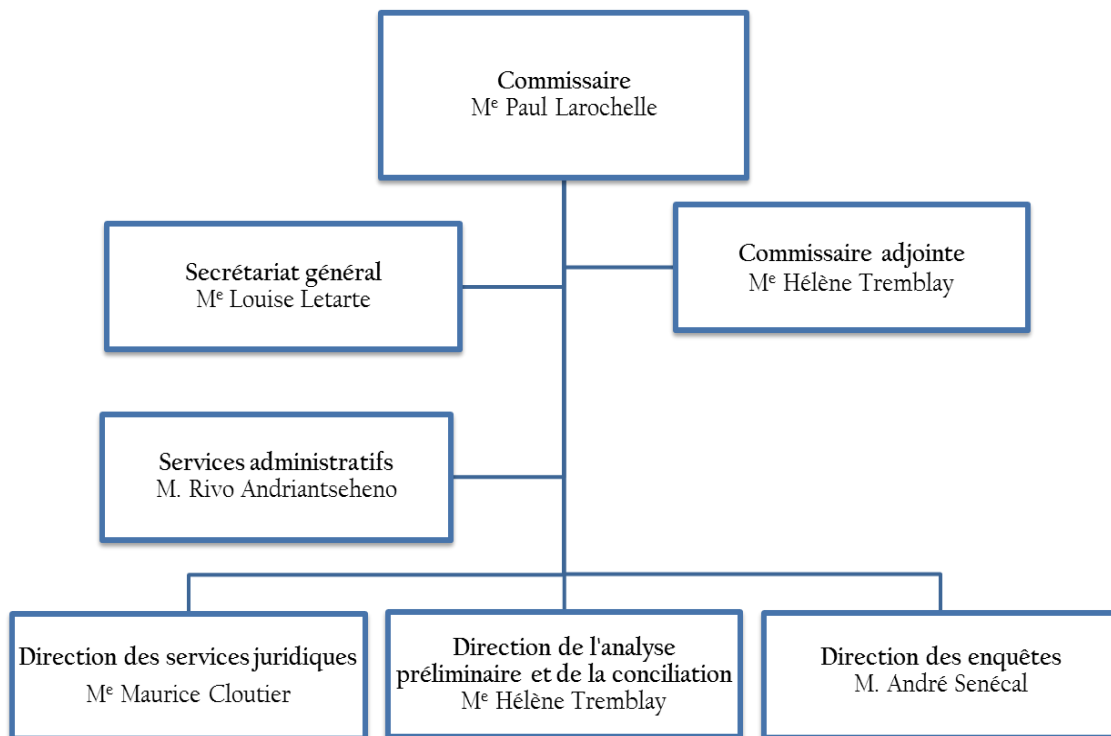 Commissaire
Mᵉ Paul Larochelle
Secrétariat général
Mᵉ Louise Letarte
Commissaire adjointe
Mᵉ Hélène Tremblay
Services administratifs
M. Rivo Andriantseheno
Direction des services juridiques
Mᵉ Maurice Cloutier
Direction de l'analyse
préliminaire et de la conciliation
Mᵉ Hélène Tremblay
Direction des enquêtes
M. André Senécal